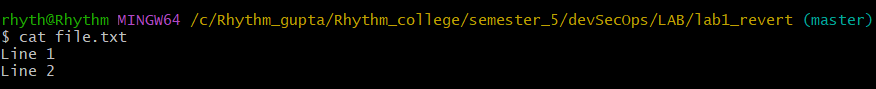 rhyth@Rhythm MINGW64 /c/Rhythm_gupta/Rhythm_college/semester_5/devSecOps/LAB/lab1_revert (master)
$ cat file.txt
Line 1
Line 2